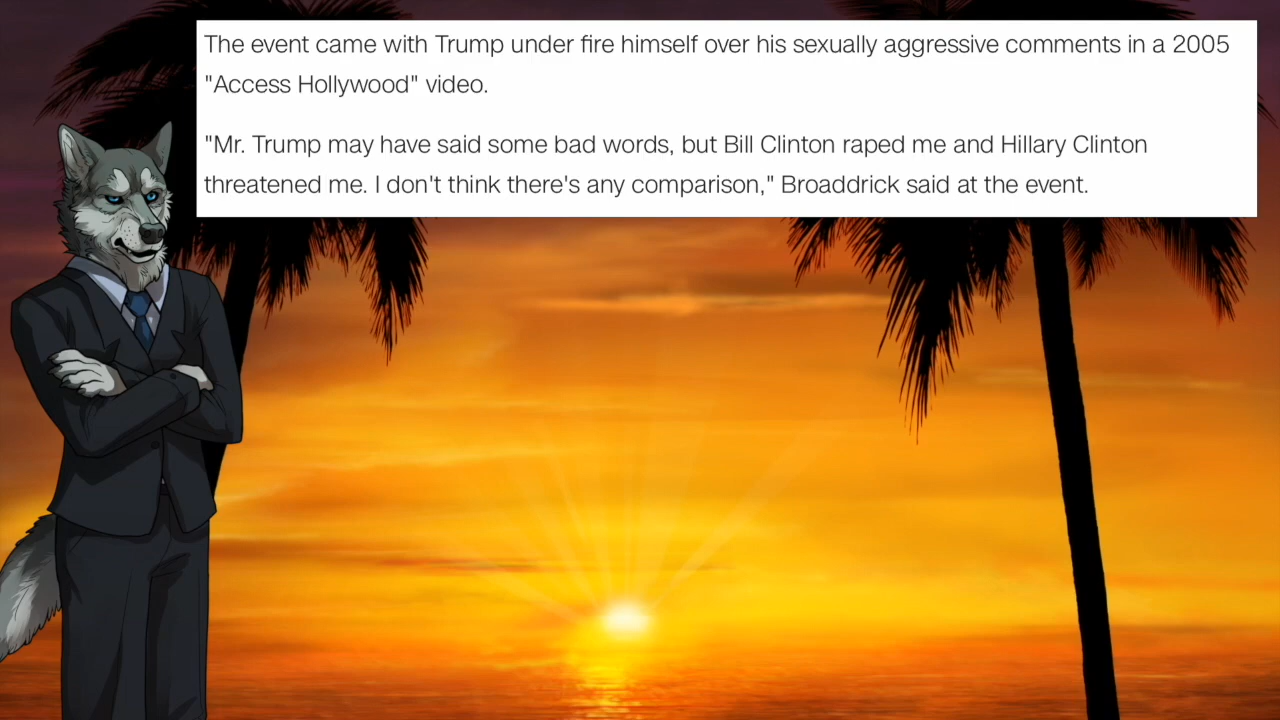 The event came with Trump under fire himself over his sexually aggressive comments in a 2005
"Access Hollywood" video.
"Mr. Trump may have said some bad words, but Bill Clinton raped me and Hillary Clinton
threatened me. I don't think there's any comparison," Broaddrick said at the event.